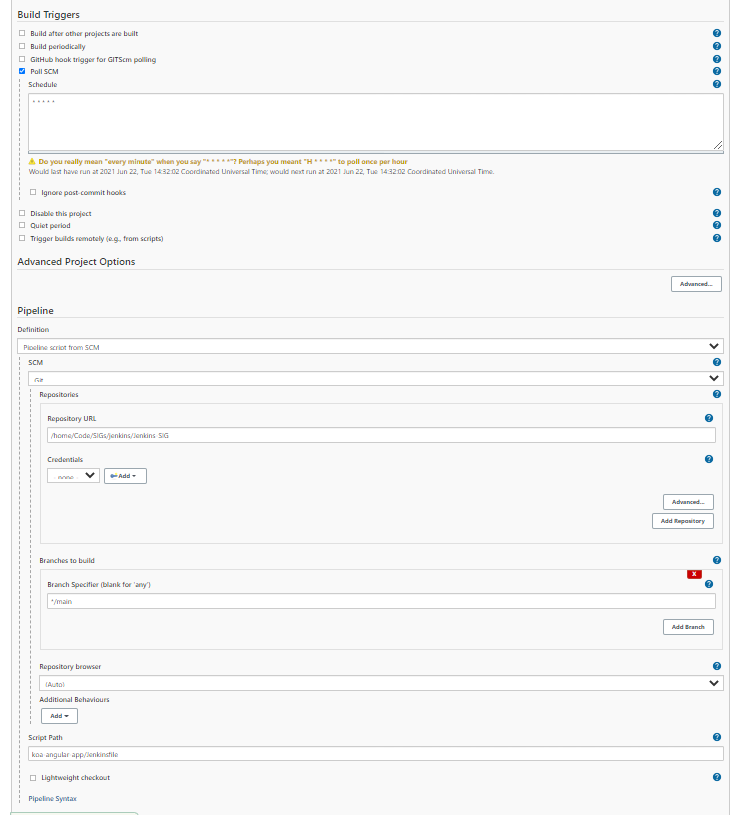 Build Triggers
Build after other projects are built
Build periodically
GitHub hook trigger for GITScm polling
Poll SCM
Schedule
* * * * *
Do you really mean "every minute" when you say "* * * * *"? Perhaps you meant "H * * * *" to poll once per hour
Would last have run at 2021 Jun 22, Tue 14:32:02 Coordinated Universal Time; would next run at 2021 Jun 22, Tue 14:32:02 Coordinated Universal Time.
Ignore post-commit hooks
Disable this project
Quiet period
Trigger builds remotely (e.g., from scripts)
Advanced Project Options
Advanced...
Pipeline
Definition
Pipeline script from SCM
SCM
Git
Repositories
Repository URL
/home/Code/SIGs/jenkins/Jenkins SIG
Credentials
- none -
Add
Advanced...
Add Repository
Branches to build
X
Branch Specifier (blank for 'any')
*/main
Add Branch
Repository browser
(Auto)
Additional Behaviours
Add
Script Path
koa angular app/Jenkinsfile
Lightweight checkout
Pipeline Syntax